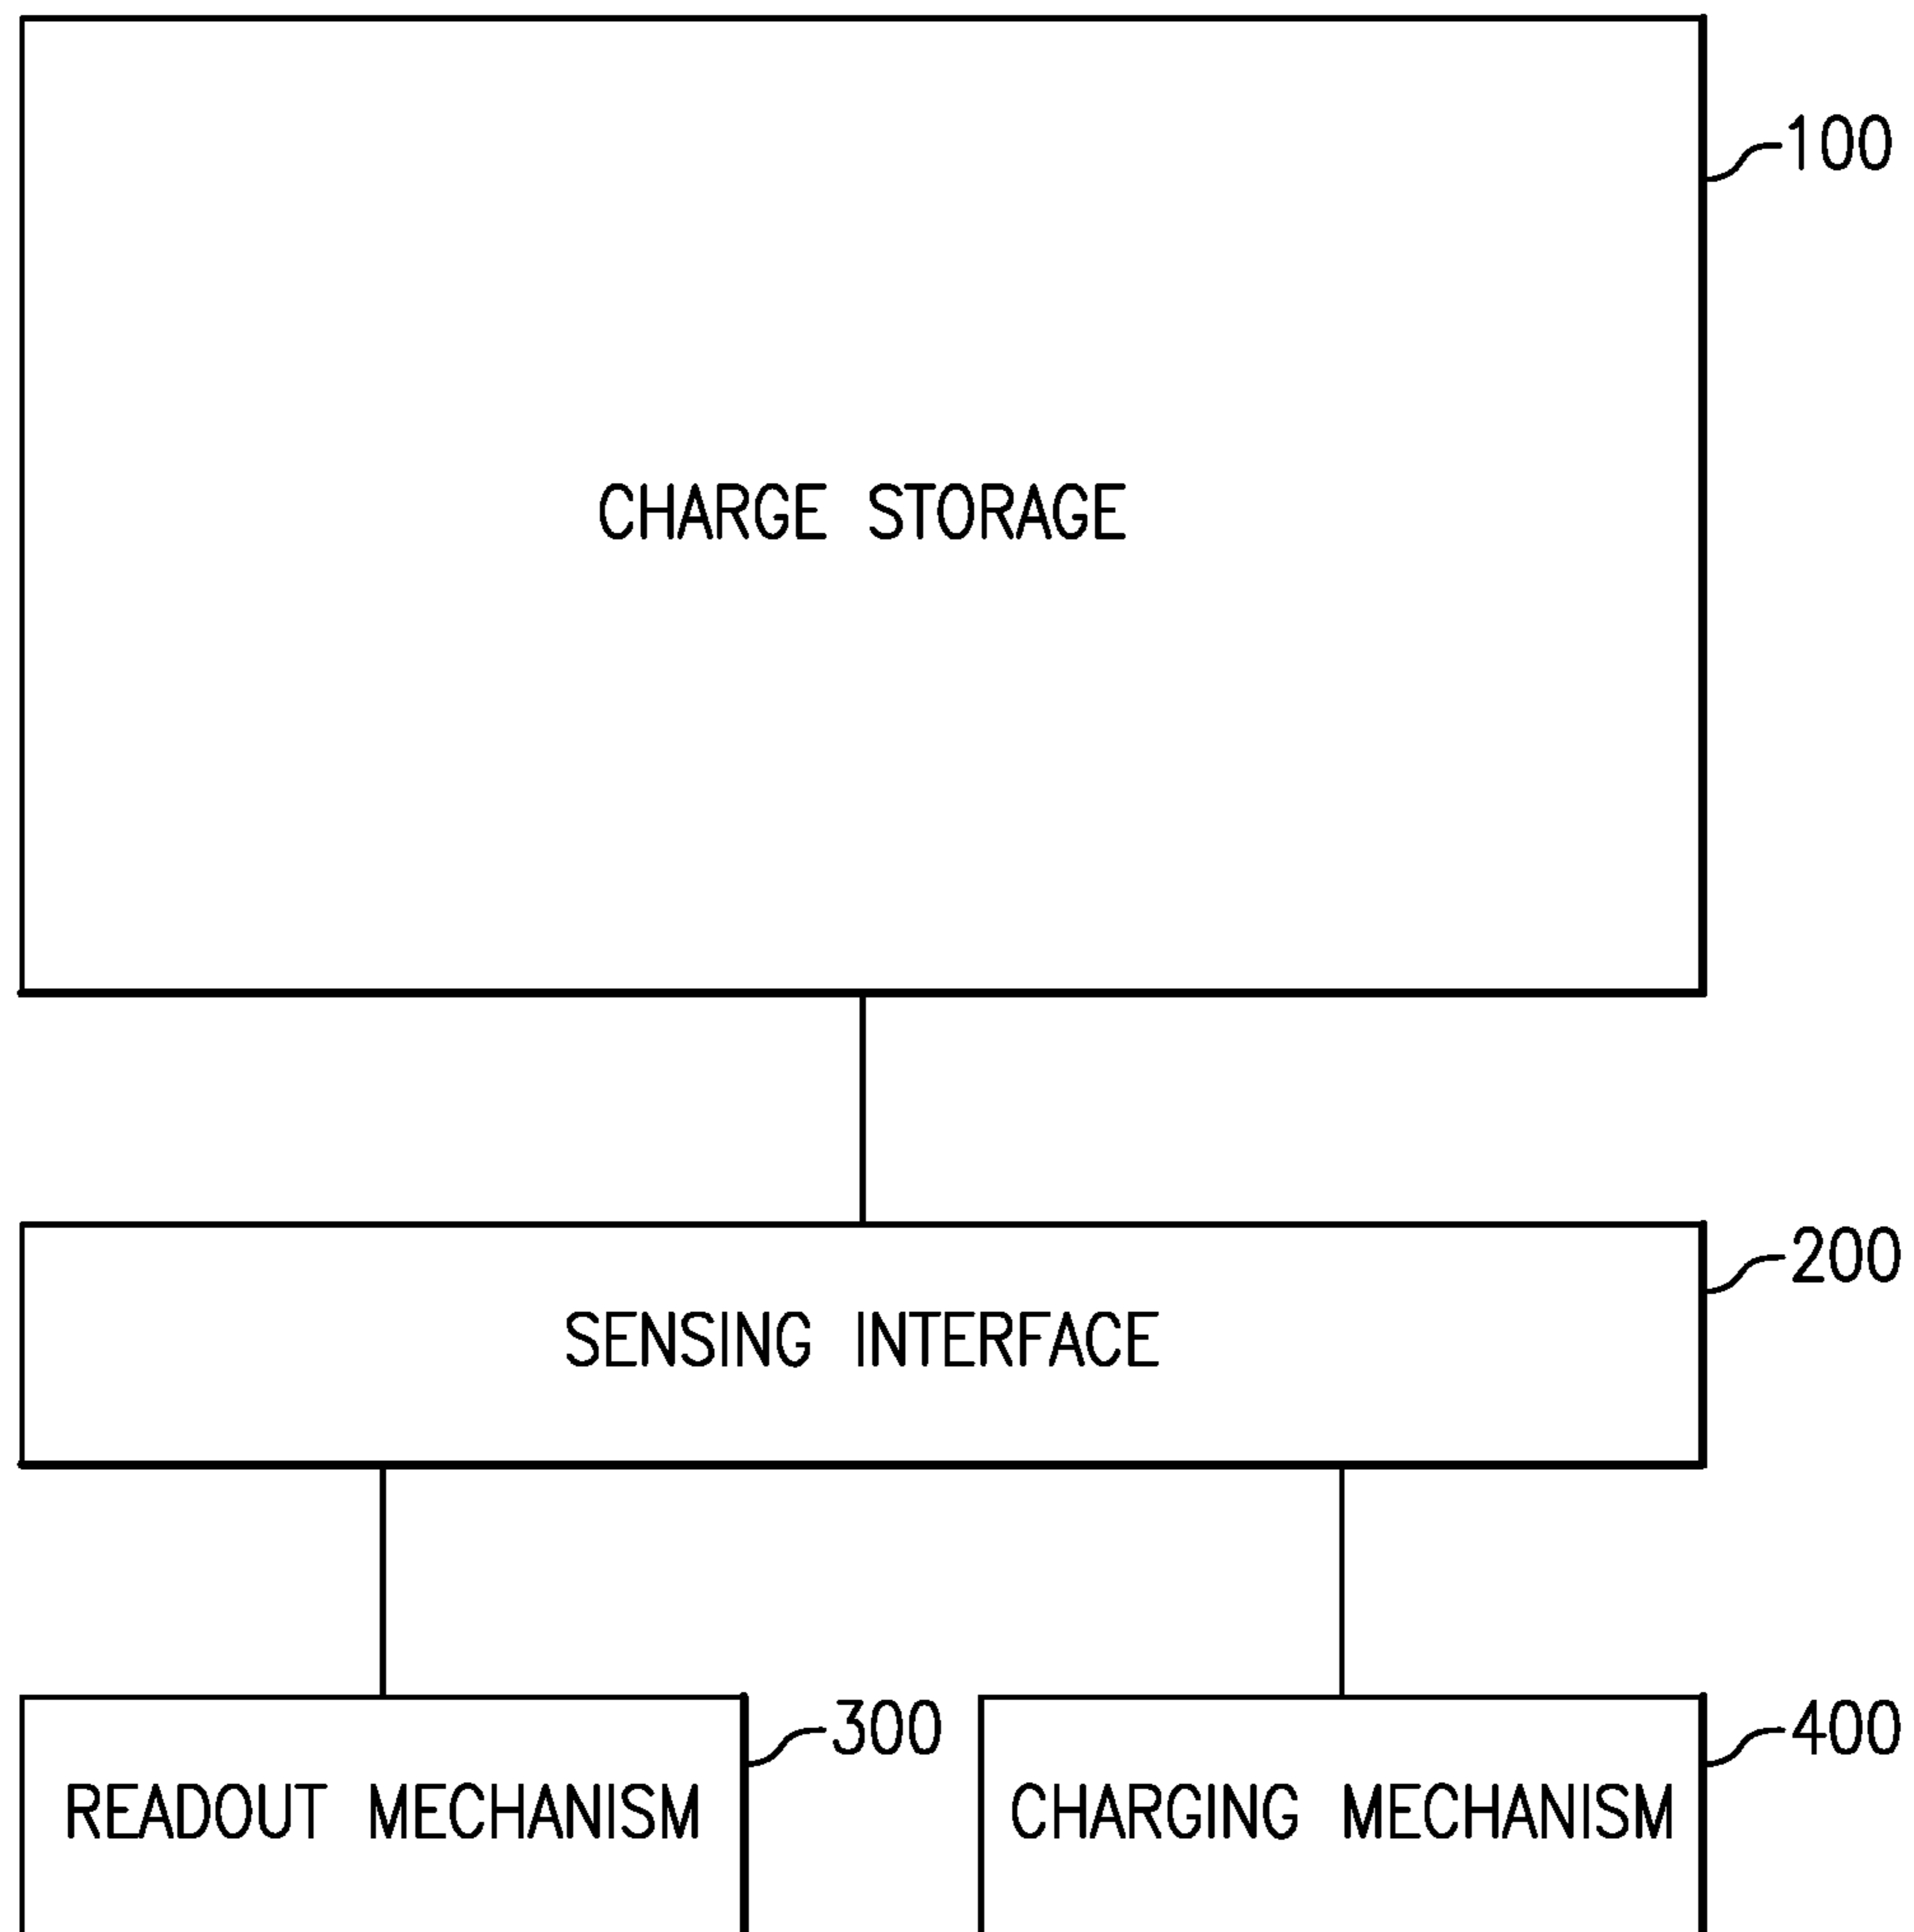 100
CHARGE STORAGE
200
SENSING INTERFACE
300
400
READOUT MECHANISM
CHARGING MECHANISM